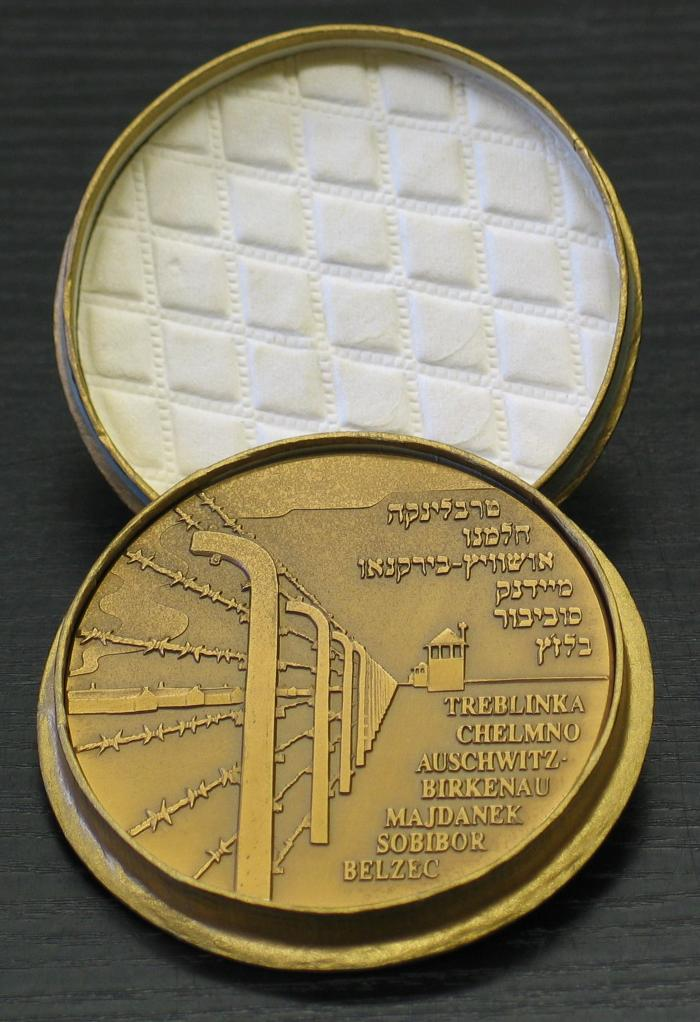 טרבלינקה
חלמנו
אושוויץ-בירקנאו
מיידנק
סוביבור
בלזץ
TREBLINKA
CHELMNO
AUSCHWITZ-
BIRKENAU
MAJDANEK
SOBIBOR
BELZEC